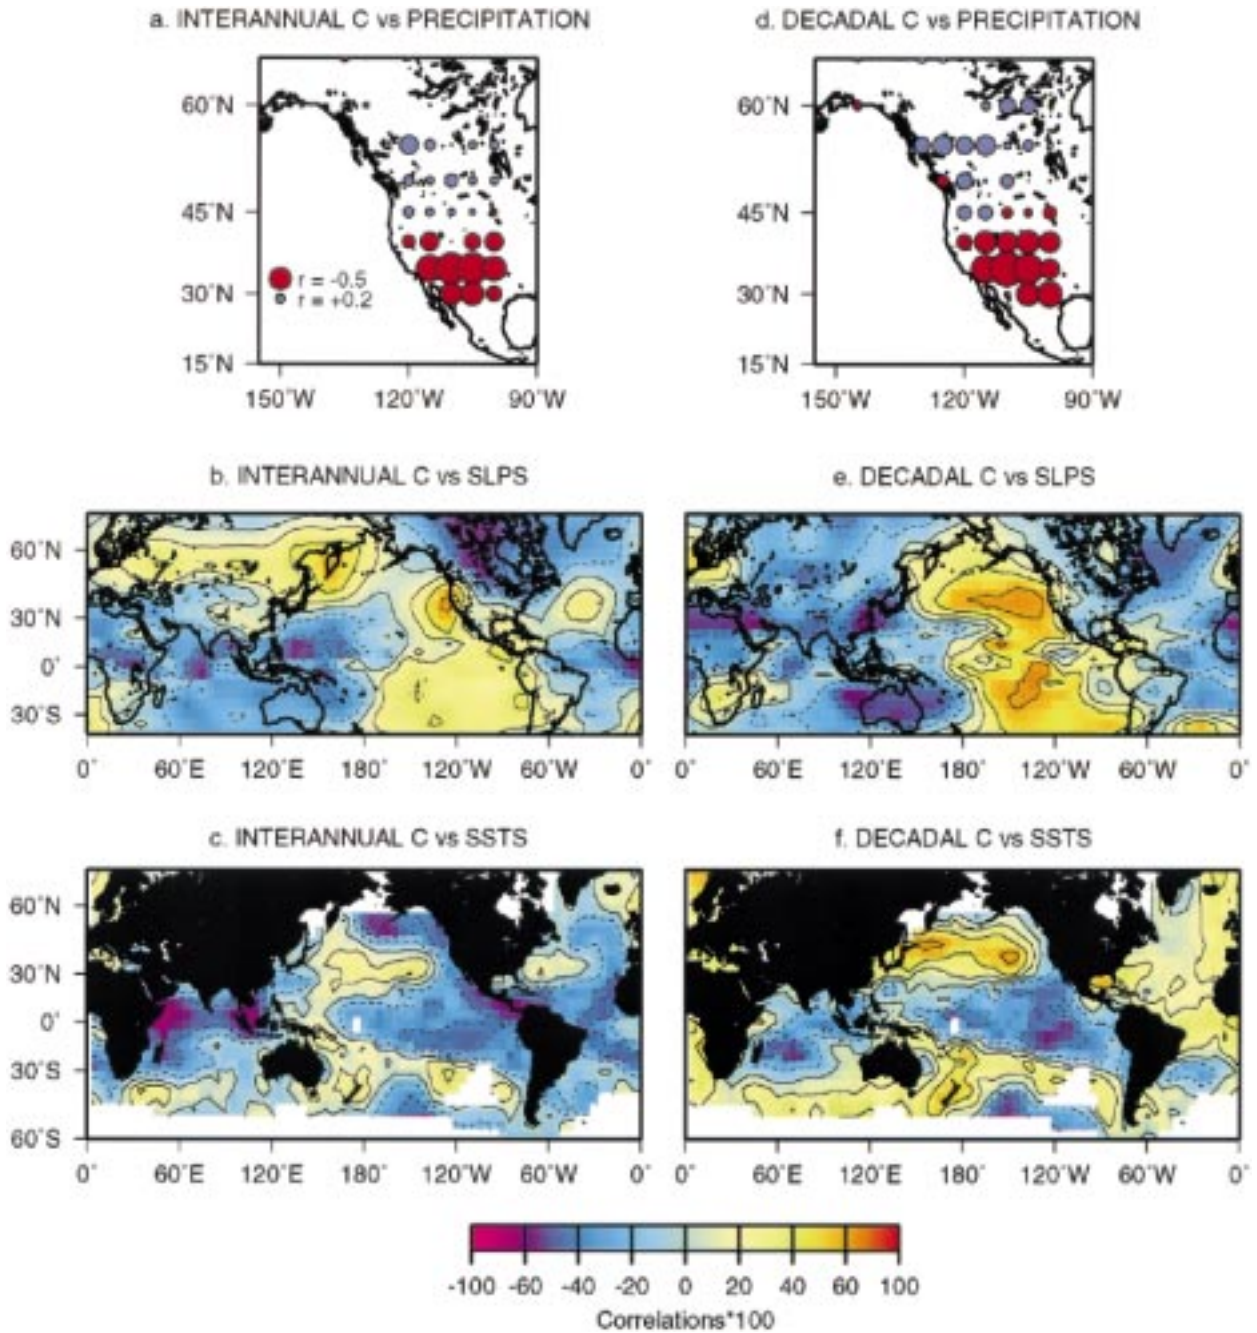 a. INTERANNUAL C vs PRECIPITATION
d. DECADAL C vs PRECIPITATION
60°N
45°N
30°N
15°N
r = -0.5
r = +0.2
150°W 120°W 90°W
60°N
45°N
30°N
15°N
150°W 120°W 90°W
b. INTERANNUAL C vs SLPS
e. DECADAL C vs SLPS
60°N
30°N
0°
30°S
0° 60°E 120°E 180° 120°W 60°W 0°
0° 60°E 120°E 180° 120°W 60°W 0°
c. INTERANNUAL C vs SSTS
f. DECADAL C vs SSTS
60°N
30°N
0°
30°S
60°S
0° 60°E 120°E 180° 120°W 60°W 0°
0° 60°E 120°E 180° 120°W 60°W 0°
-100 -60 -40 -20 0 20 40 60 100
Correlations*100